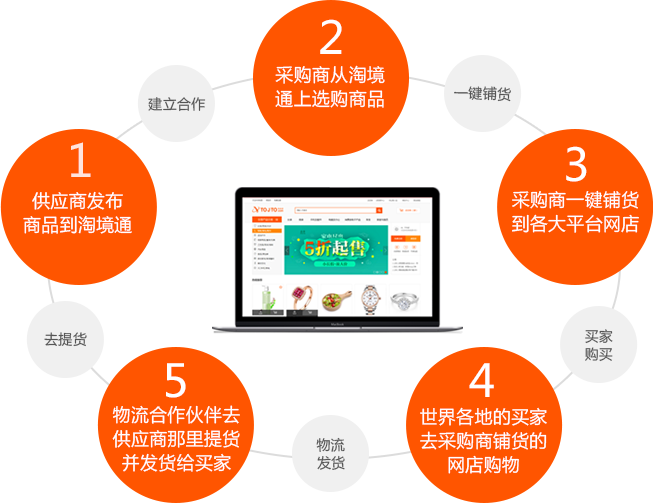 1
供应商发布
商品到淘境通
建立合作
2
采购商从淘境
通上选购商品
一键铺货
3
采购商一键铺货
到各大平台网店
买家
购买
4
世界各地的买家
去采购商铺货的
网店购物
物流
发货
5
物流合作伙伴去
供应商那里提货
并发货给买家
去提货
5折起售